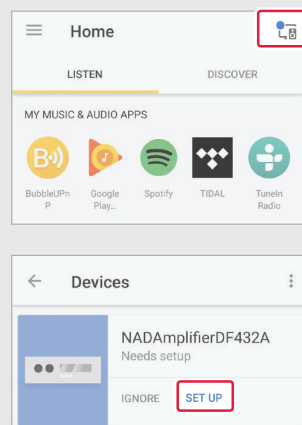 Home
LISTEN DISCOVER
MY MUSIC & AUDIO APPS
BubbleUPn Google Spotify TIDAL TuneIn
P Play... Radio
Devices
NADAmplifierDF432A
Needs setup
IGNORE SET UP